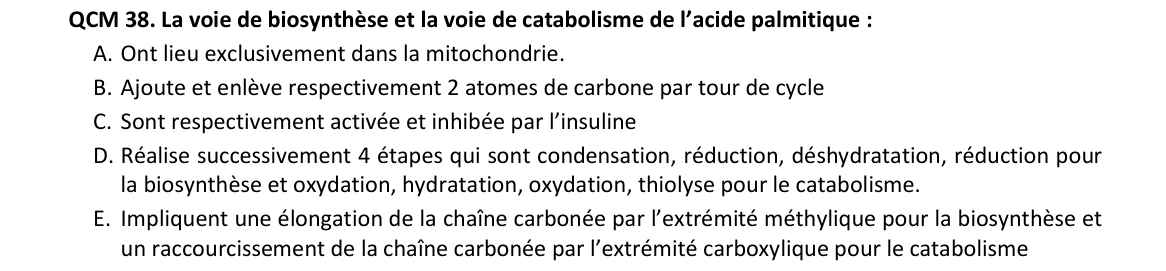 QCM 38. La voie de biosynthèse et la voie de catabolisme de l’acide palmitique :
A. Ont lieu exclusivement dans la mitochondrie.
B. Ajoute et enlève respectivement 2 atomes de carbone par tour de cycle
C. Sont respectivement activée et inhibée par l’insuline
D. Réalise successivement 4 étapes qui sont condensation, réduction, déshydratation, réduction pour
la biosynthèse et oxydation, hydratation, oxydation, thiolyse pour le catabolisme.
E. Impliquent une élongation de la chaîne carbonée par l’extrémité méthylique pour la biosynthèse et
un raccourcissement de la chaîne carbonée par l’extrémité carboxylique pour le catabolisme